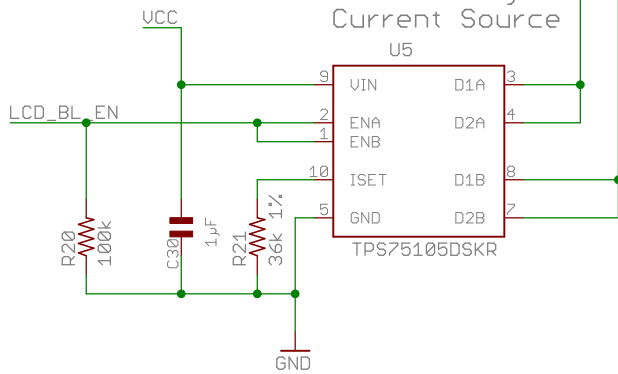 Current Source
VCC
U5
9 VIN D1A 3
LCD_BL_EN
2 ENA D2A 4
1 ENB
10 ISET D1B 8
5 GND D2B 7
R20 100k
C30 1µF
R21 36k 1%
TPS75105DSKR
GND